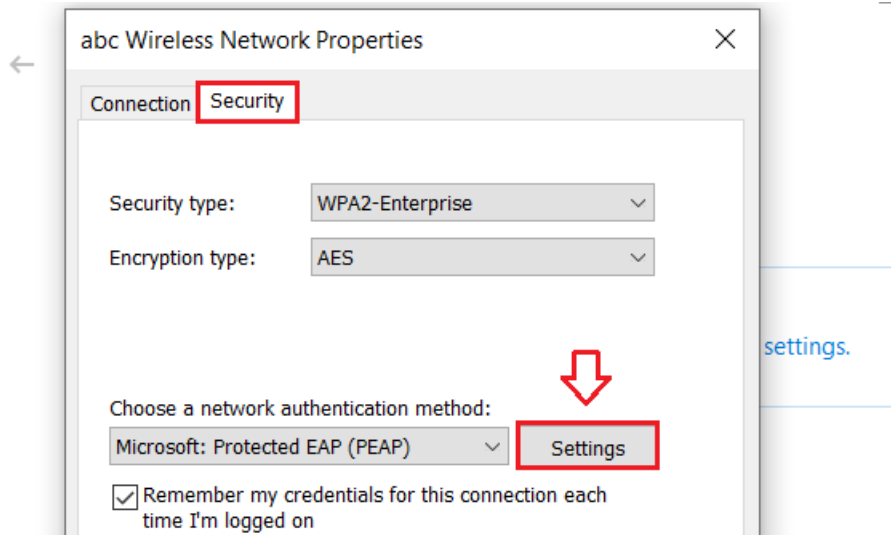 abc Wireless Network Properties
Connection
Security
Security type:
WPA2-Enterprise
Encryption type:
AES
settings.
Choose a network authentication method:
Microsoft: Protected EAP (PEAP)
Settings
Remember my credentials for this connection each
time I'm logged on